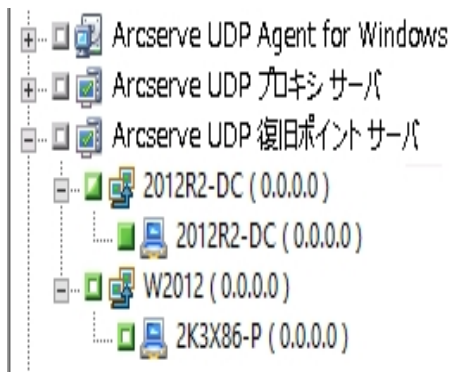 Arcserve UDP Agent for Windows
Arcserve UDP プロキシ サーバ
Arcserve UDP 復旧ポイント サーバ
2012R2-DC ( 0.0.0.0 )
2012R2-DC ( 0.0.0.0 )
W2012 ( 0.0.0.0 )
2K3X86-P ( 0.0.0.0 )